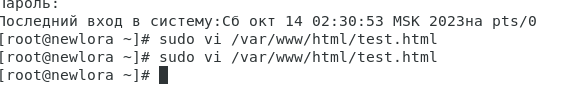 Пароль:
Последний вход в систему:Сб окт 14 02:30:53 MSK 2023на pts/0
[root@newlora ~]# sudo vi /var/www/html/test.html
[root@newlora ~]# sudo vi /var/www/html/test.html
[root@newlora ~]#